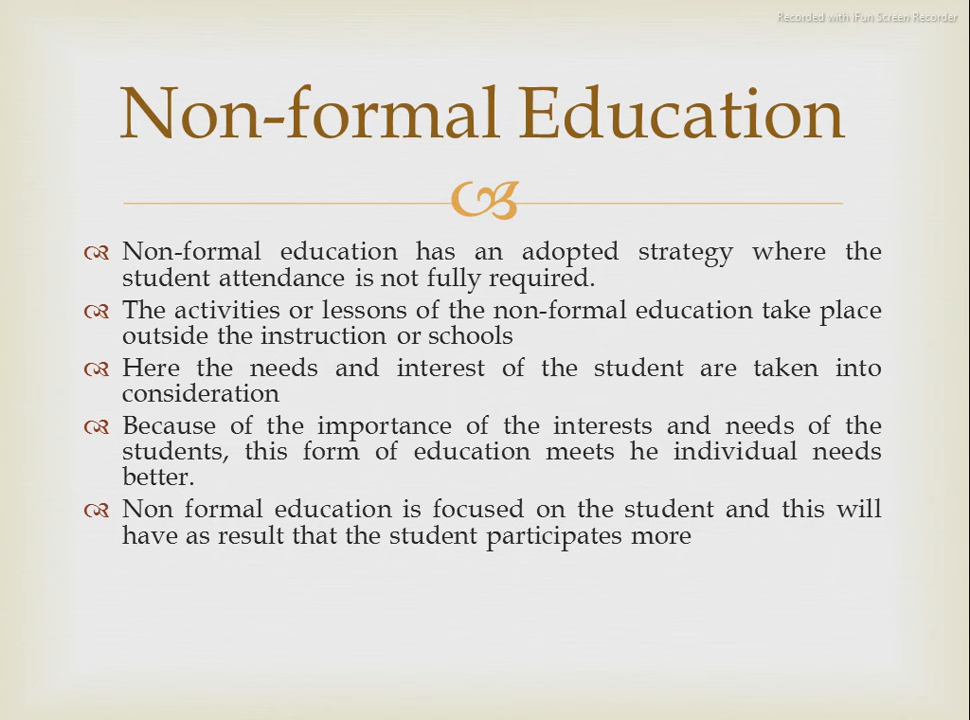 Recorded with iFun Screen Recorder
Non-formal Education
Non-formal education has an adopted strategy where the
student attendance is not fully required.
The activities or lessons of the non-formal education take place
outside the instruction or schools
Here the needs and interest of the student are taken into
consideration
Because of the importance of the interests and needs of the
students, this form of education meets he individual needs
better.
Non formal education is focused on the student and this will
have as result that the student participates more